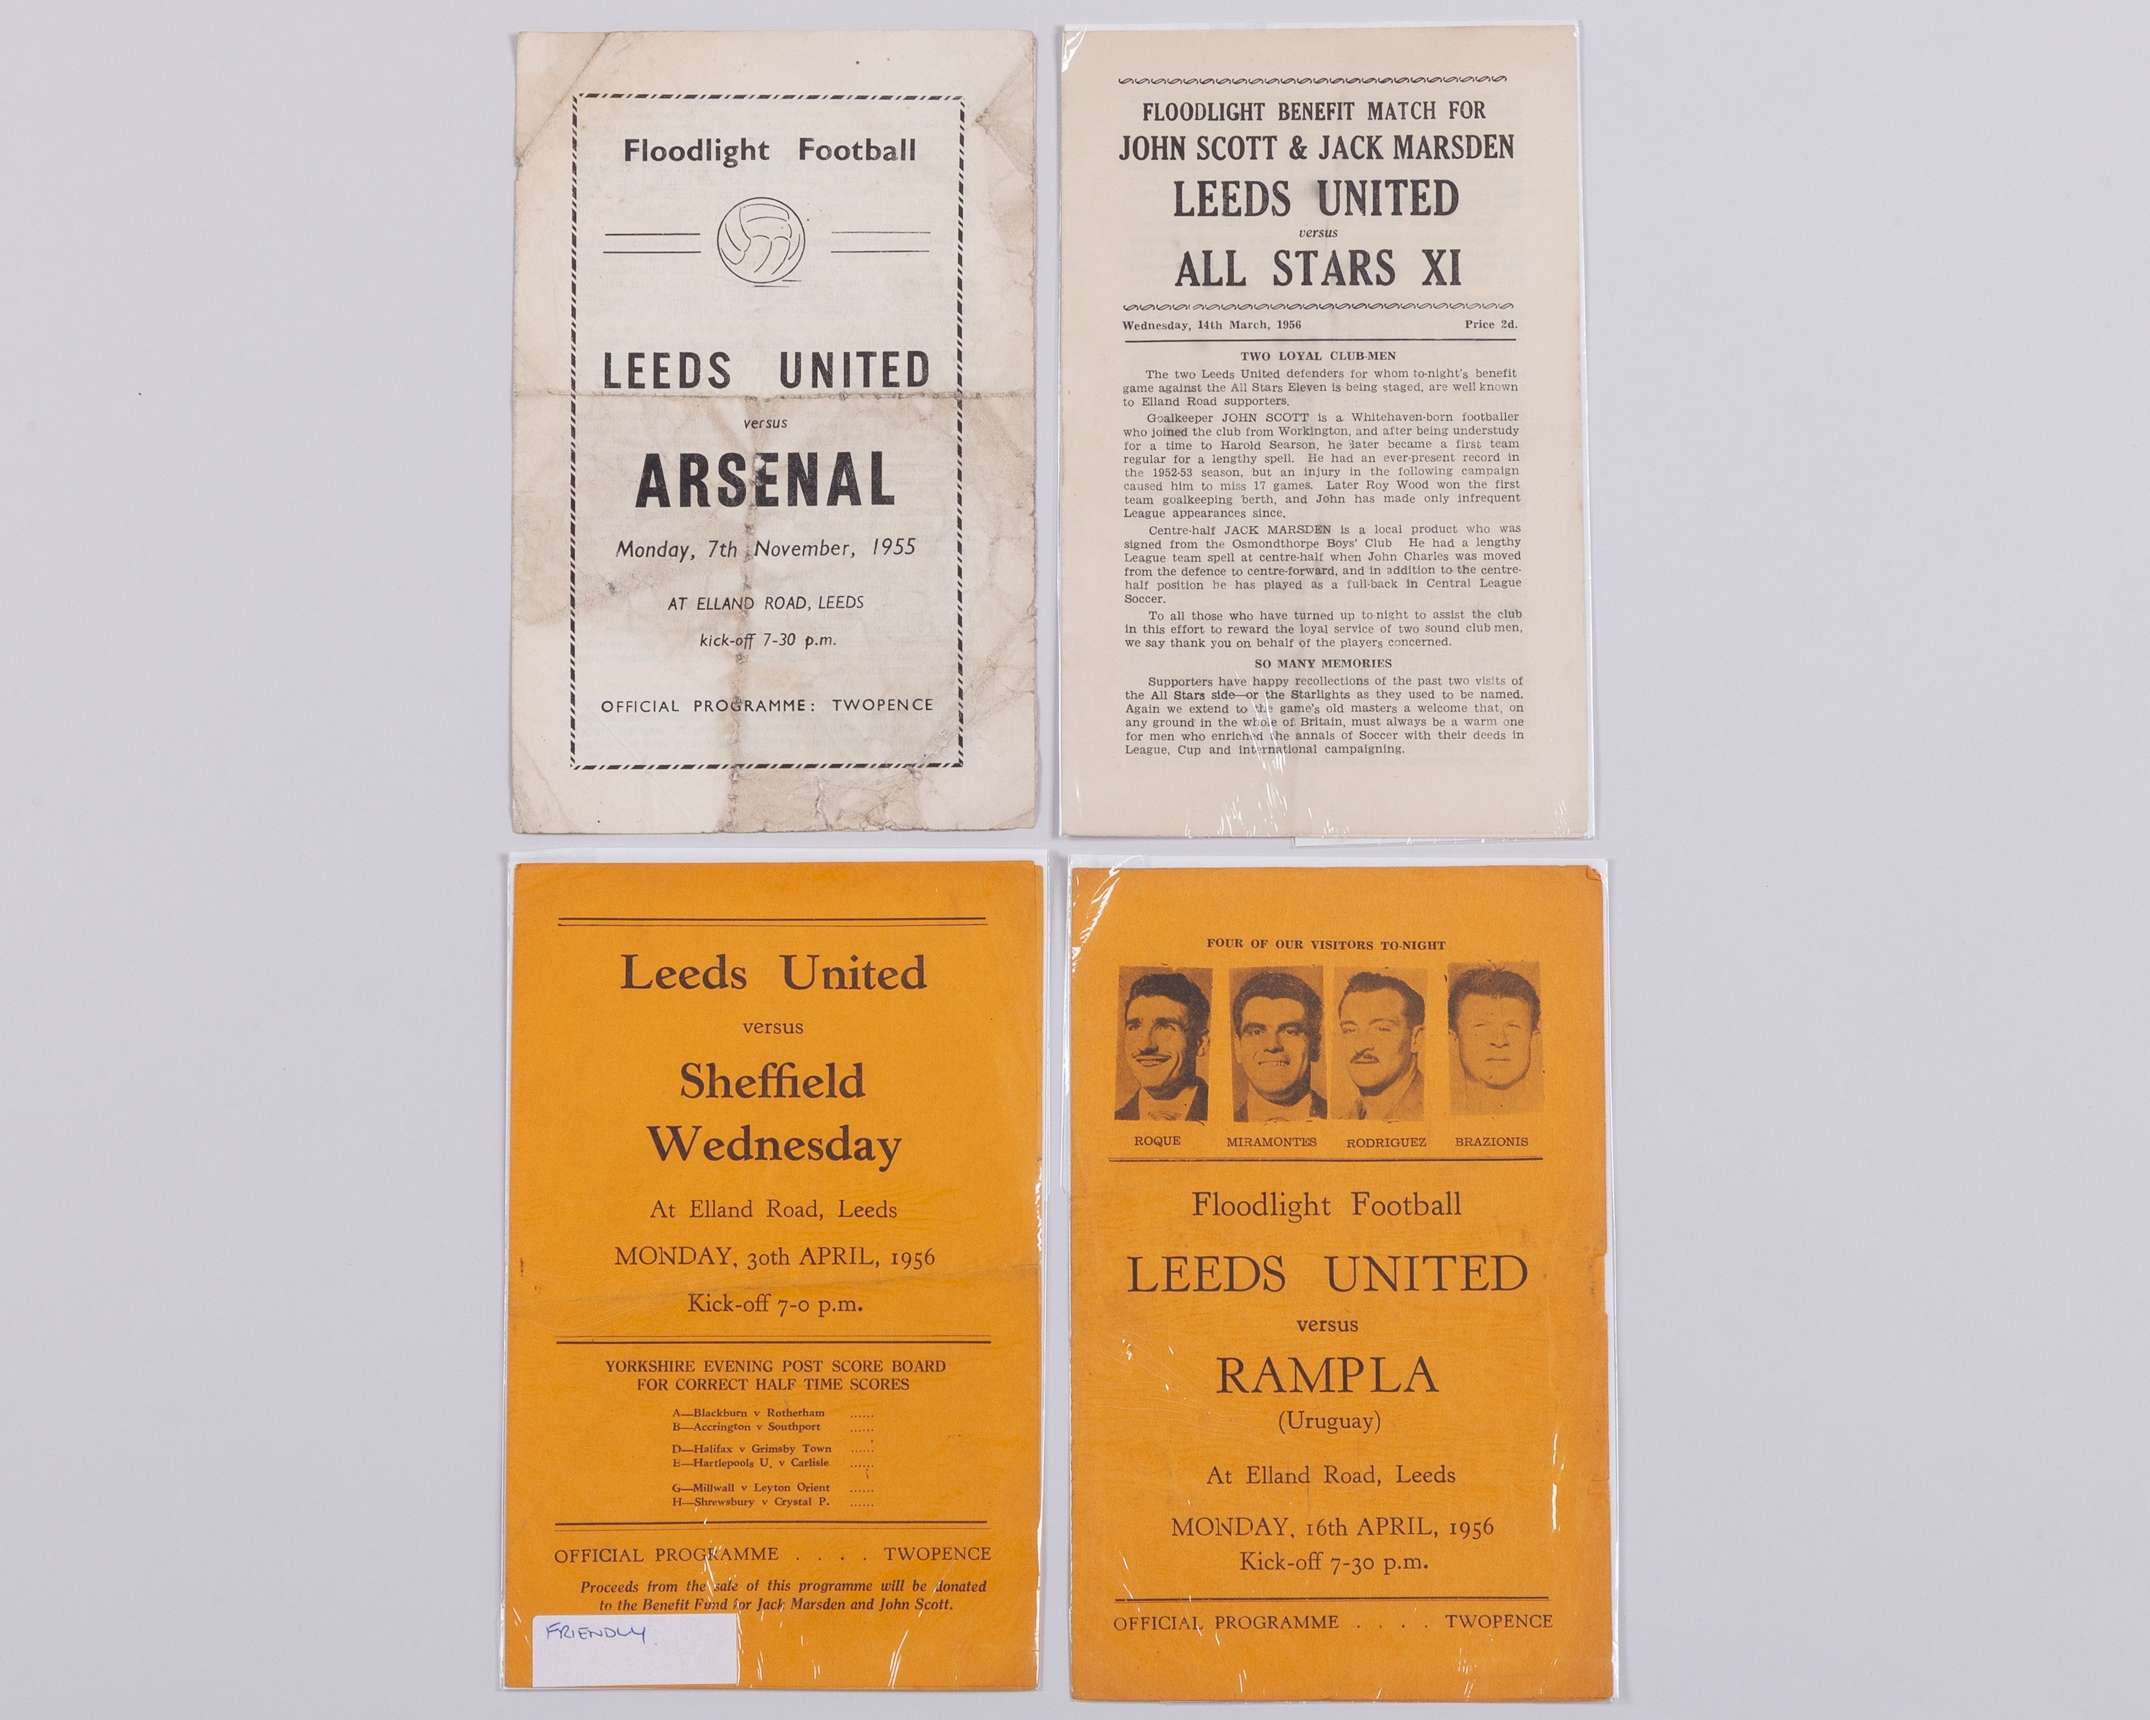 Floodlight Football
LEEDS UNITED
versus
ARSENAL
Monday, 7th November, 1955
AT ELLAND ROAD, LEEDS
kick-off 7-30 p.m.
OFFICIAL PROGRAMME: TWOPENCE
FLOODLIGHT BENEFIT MATCH FOR
JOHN SCOTT & JACK MARSDEN
LEEDS UNITED
versus
ALL STARS XI
Wednesday, 14th March, 1956 Price 2d.
TWO LOYAL CLUB-MEN
The two Leeds United defenders for whom to-night's benefit
game against the All Stars Eleven is being staged, are well known
to Elland Road supporters.
Goalkeeper JOHN SCOTT is a Whitehaven-born footballer
who joined the club from Workington, and after being understudy
for a time to Harold Searson, he later became a first team
regular for a lengthy spell. He had an ever-present record in
the 1952-53 season, but an injury in the following campaign
caused him to miss 17 games. Later Roy Wood won the first
team goalkeeping berth, and John has made only infrequent
League appearances since.
Centre-half JACK MARSDEN is a local product who was
signed from the Osmondthorpe Boys' Club He had a lengthy
League team spell at centre-half when John Charles was moved
from the defence to centre-forward, and in addition to the centre-
half position he has played as a full-back in Central League
Soccer.
To all those who have turned up to-night to assist the club
in this effort to reward the loyal service of two sound club men,
we say thank you on behalf of the players concerned.
SO MANY MEMORIES
Supporters have happy recollections of the past two visits of
the All Stars side—or the Starlights as they used to be named.
Again we extend to the game's old masters a welcome that, on
any ground in the whole of Britain, must always be a warm one
for men who enriched the annals of Soccer with their deeds in
League, Cup and international campaigning.
Leeds United
versus
Sheffield
Wednesday
At Elland Road, Leeds
MONDAY, 30th APRIL, 1956
Kick-off 7-0 p.m.
YORKSHIRE EVENING POST SCORE BOARD
FOR CORRECT HALF TIME SCORES
A—Blackburn v Rotherham ......
B—Accrington v Southport ......
D—Halifax v Grimsby Town ......
E—Hartlepools U. v Carlisle ......
G—Millwall v Leyton Orient ......
H—Shrewsbury v Crystal P. ......
OFFICIAL PROGRAMME . . . . TWOPENCE
Proceeds from the sale of this programme will be donated
to the Benefit Fund for Jack Marsden and John Scott.
FRIENDLY.
FOUR OF OUR VISITORS TO-NIGHT
ROQUE MIRAMONTES RODRIGUEZ BRAZIONIS
Floodlight Football
LEEDS UNITED
versus
RAMPLA
(Uruguay)
At Elland Road, Leeds
MONDAY, 16th APRIL, 1956
Kick-off 7-30 p.m.
OFFICIAL PROGRAMME . . . . TWOPENCE